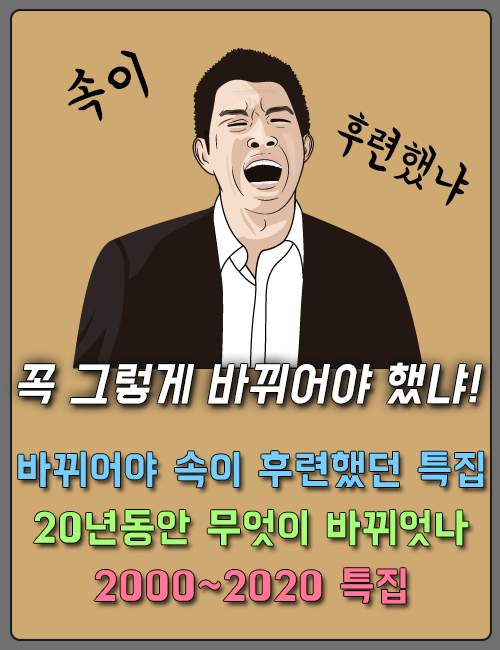 속이
후련했냐
꼭 그렇게 바뀌어야 했냐!
바뀌어야 속이 후련했던 특집
20년동안 무엇이 바뀌엇나
2000~2020 특집